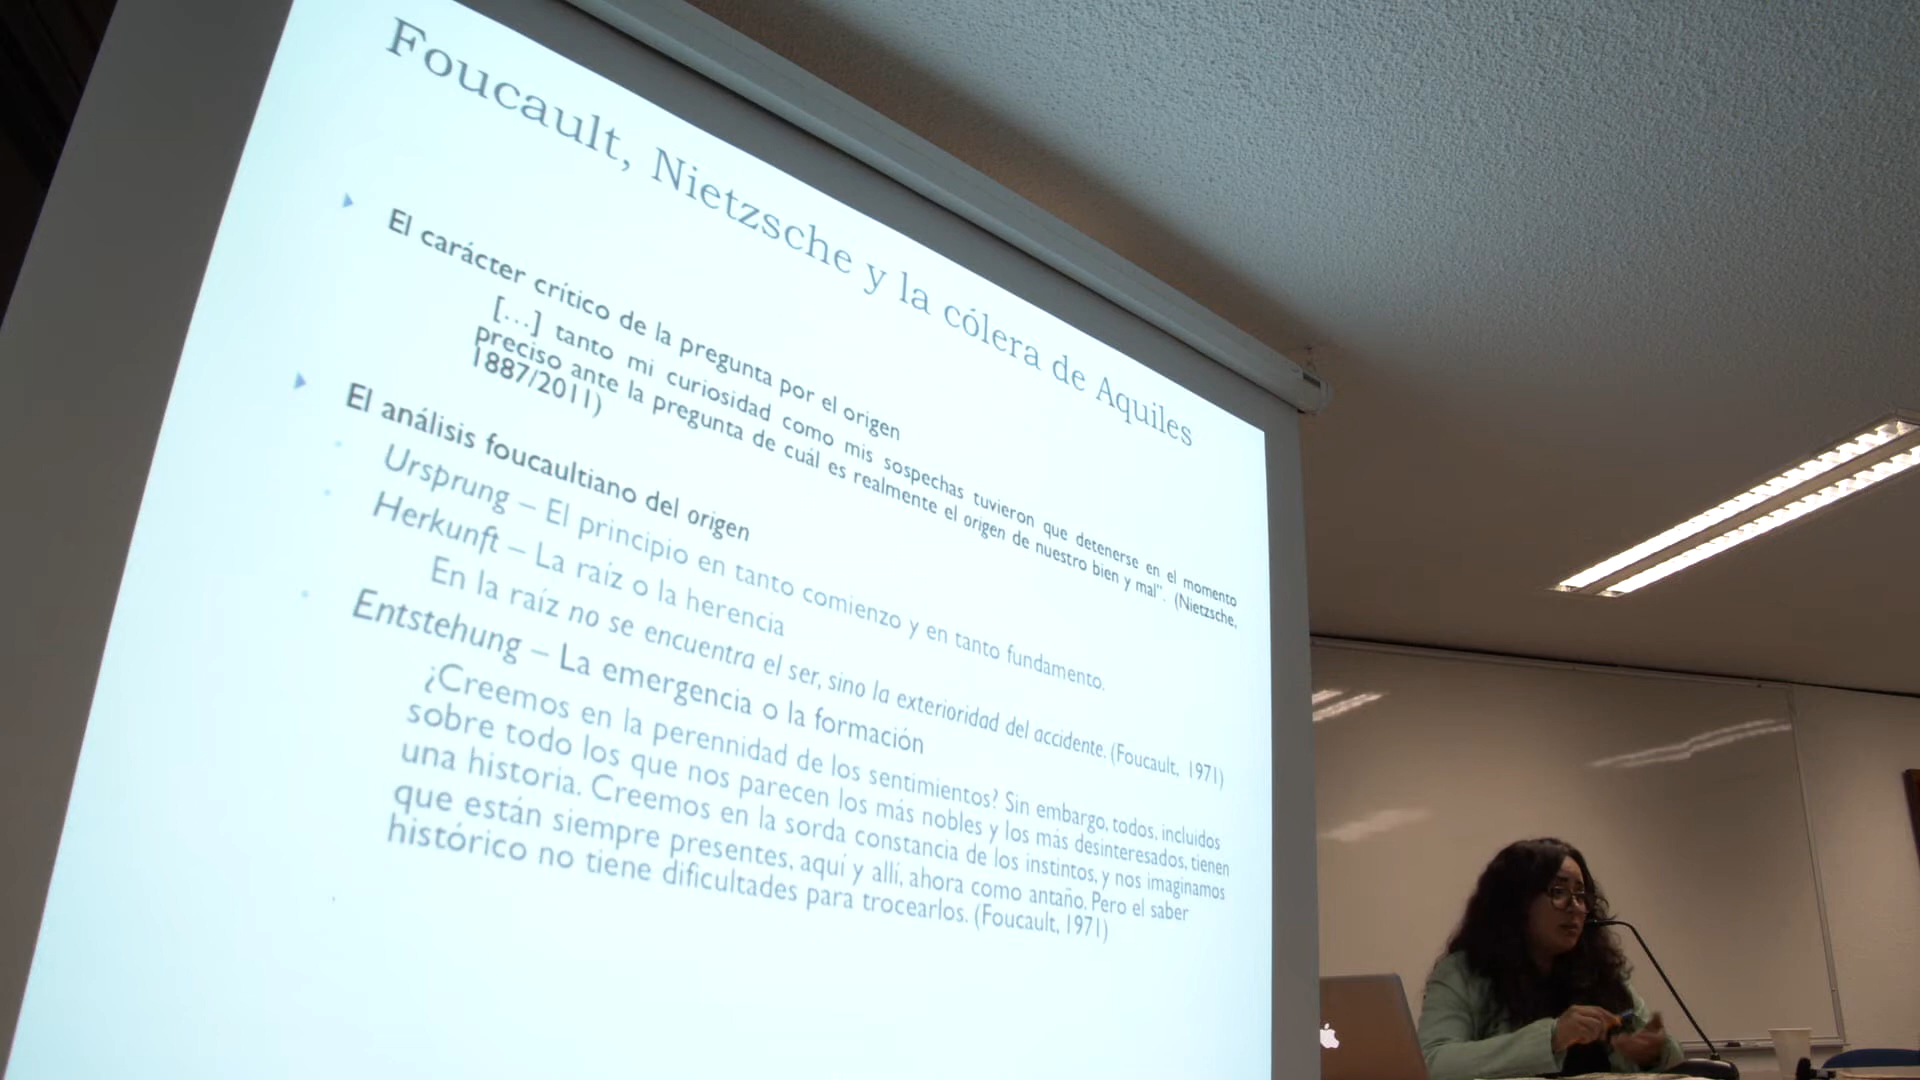 Foucault, Nietzsche y la cólera de Aquiles
El carácter crítico de la pregunta por el origen
[...] tanto mi curiosidad como mis sospechas tuvieron que detenerse en el momento
preciso ante la pregunta de cuál es realmente el origen de nuestro bien y mal". (Nietzsche,
1887/2011)
El análisis foucaultiano del origen
Ursprung – El principio en tanto comienzo y en tanto fundamento.
Herkunft – La raíz o la herencia
En la raíz no se encuentra el ser, sino la exterioridad del accidente. (Foucault, 1971)
Entstehung – La emergencia o la formación
¿Creemos en la perennidad de los sentimientos? Sin embargo, todos, incluidos
sobre todo los que nos parecen los más nobles y los más desinteresados, tienen
una historia. Creemos en la sorda constancia de los instintos, y nos imaginamos
que están siempre presentes, aquí y allí, ahora como antaño. Pero el saber
histórico no tiene dificultades para trocearlos. (Foucault, 1971)